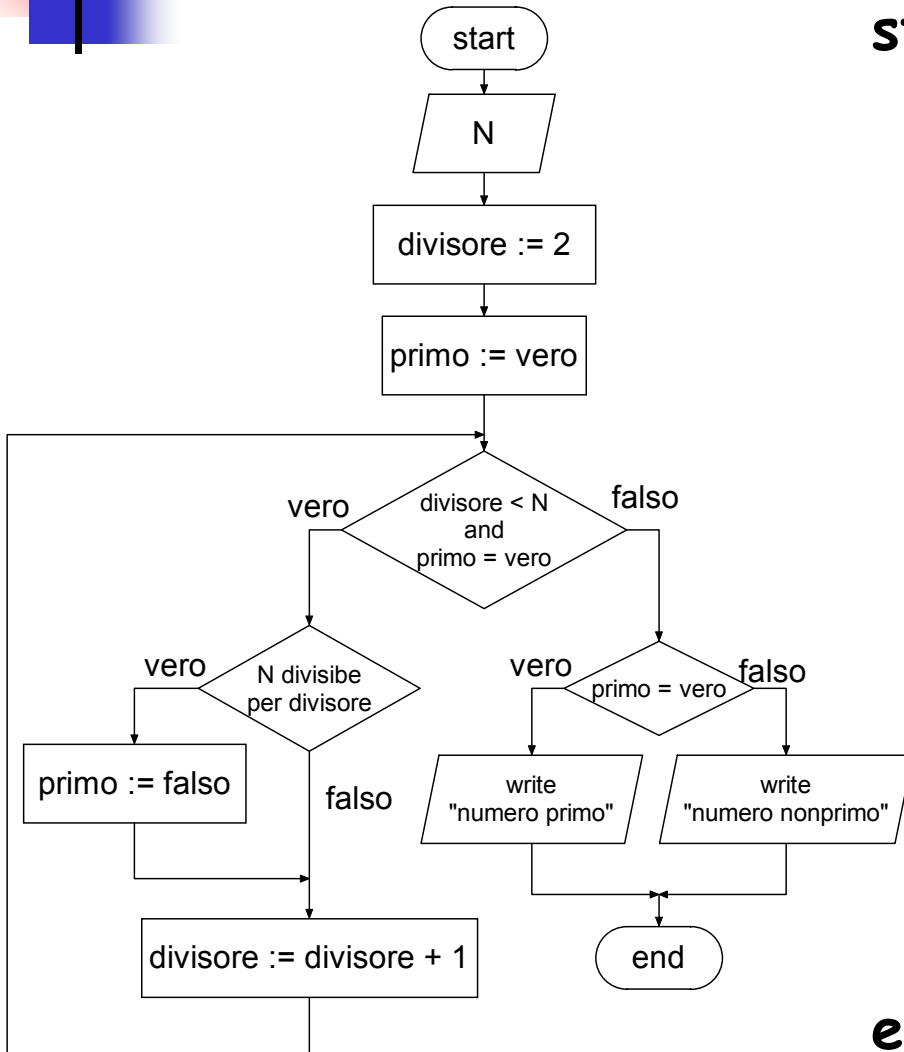 start
N
divisore := 2
primo := vero
divisore < N
and
primo = vero
vero
falso
N divisibe
per divisore
vero
falso
primo := falso
primo = vero
vero
falso
write
"numero primo"
write
"numero nonprimo"
divisore := divisore + 1
end